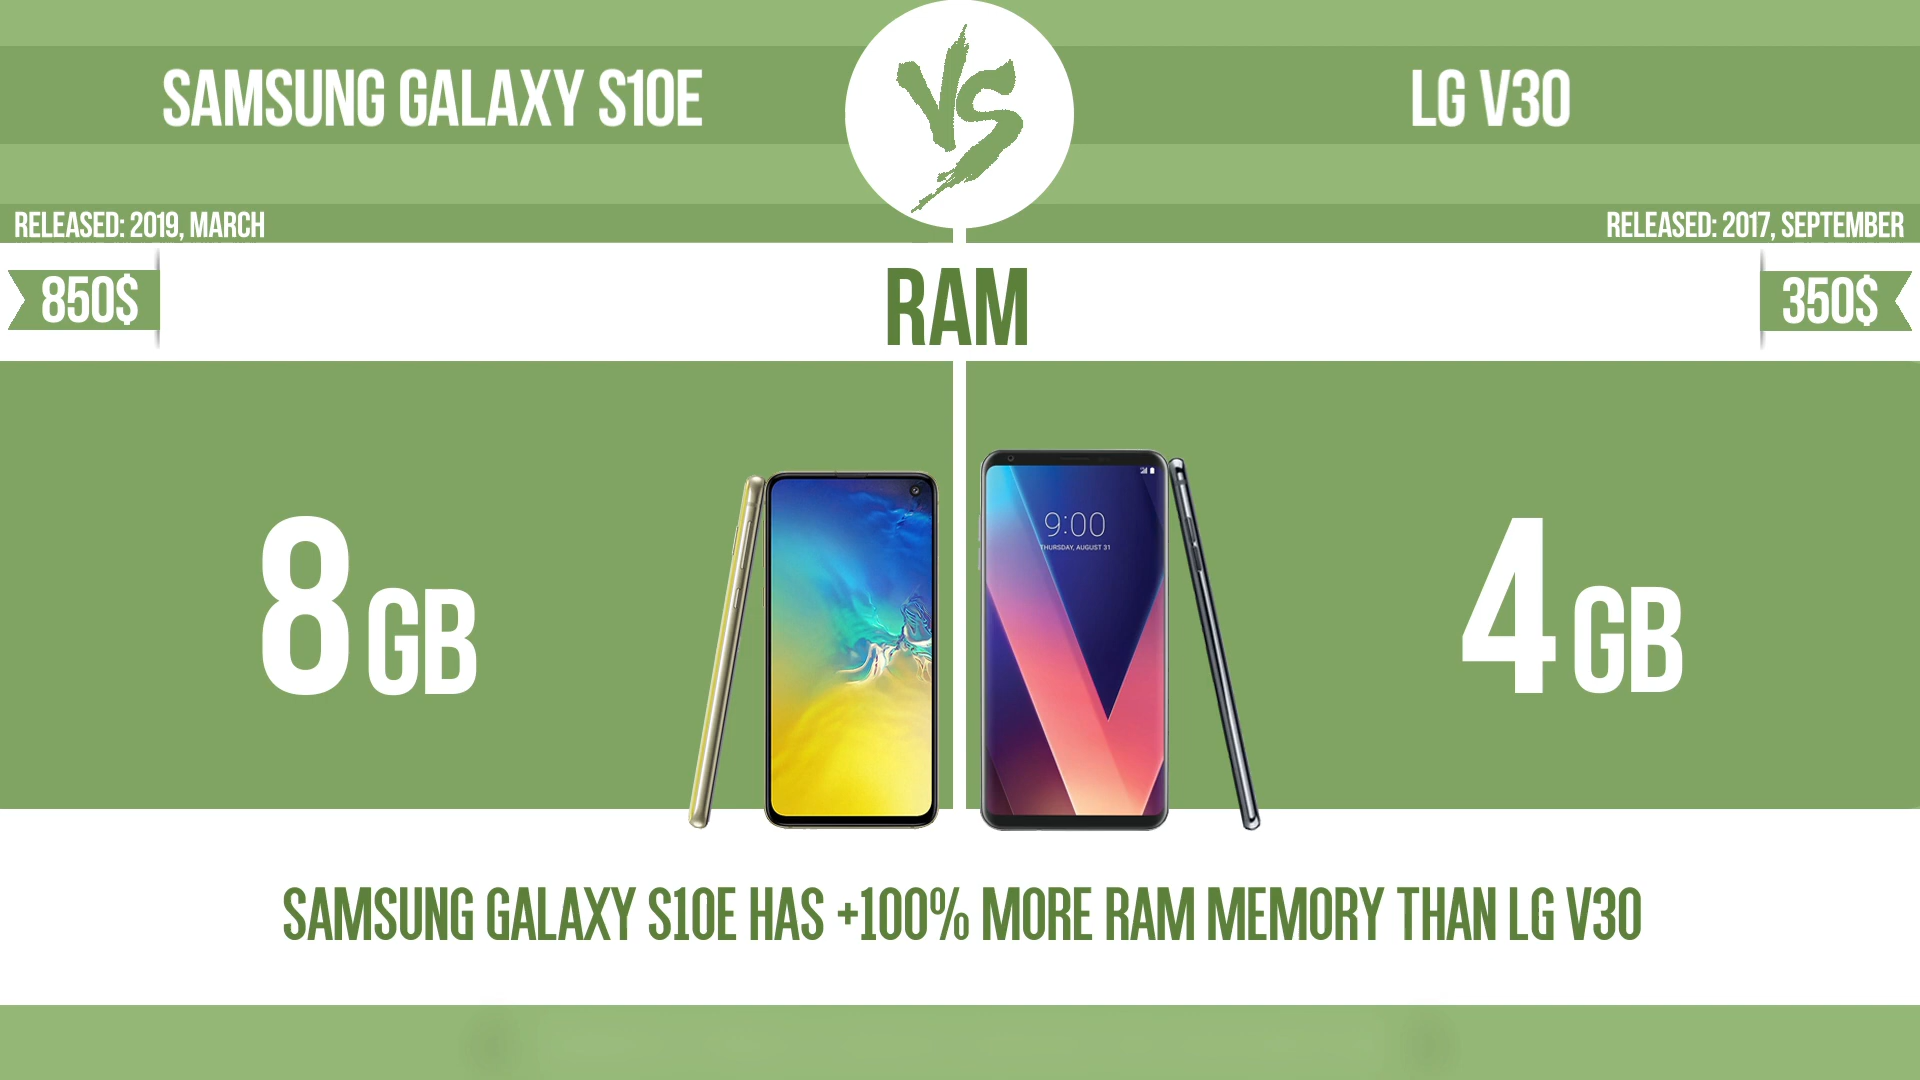 SAMSUNG GALAXY S10E
VS
LG V30
RELEASED: 2019, MARCH
RELEASED: 2017, SEPTEMBER
850$
RAM
350$
8 GB
4 GB
9:00
THURSDAY, AUGUST 31
SAMSUNG GALAXY S10E HAS +100% MORE RAM MEMORY THAN LG V30